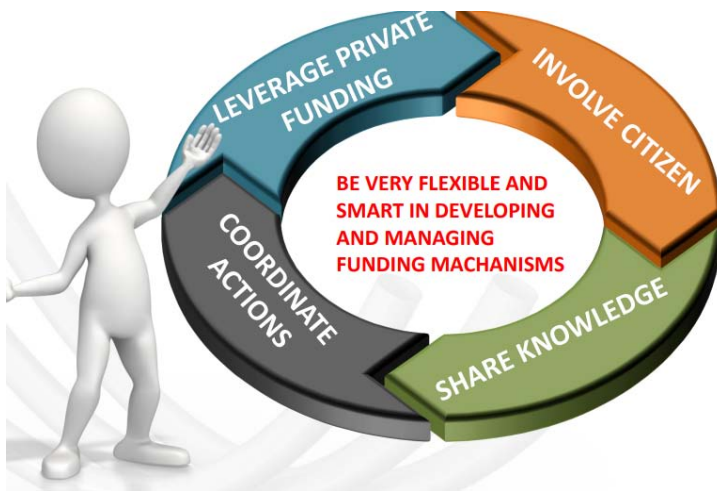 LEVERAGE PRIVATE
FUNDING
INVOLVE CITIZEN
SHARE KNOWLEDGE
COORDINATE
ACTIONS
BE VERY FLEXIBLE AND
SMART IN DEVELOPING
AND MANAGING
FUNDING MACHANISMS